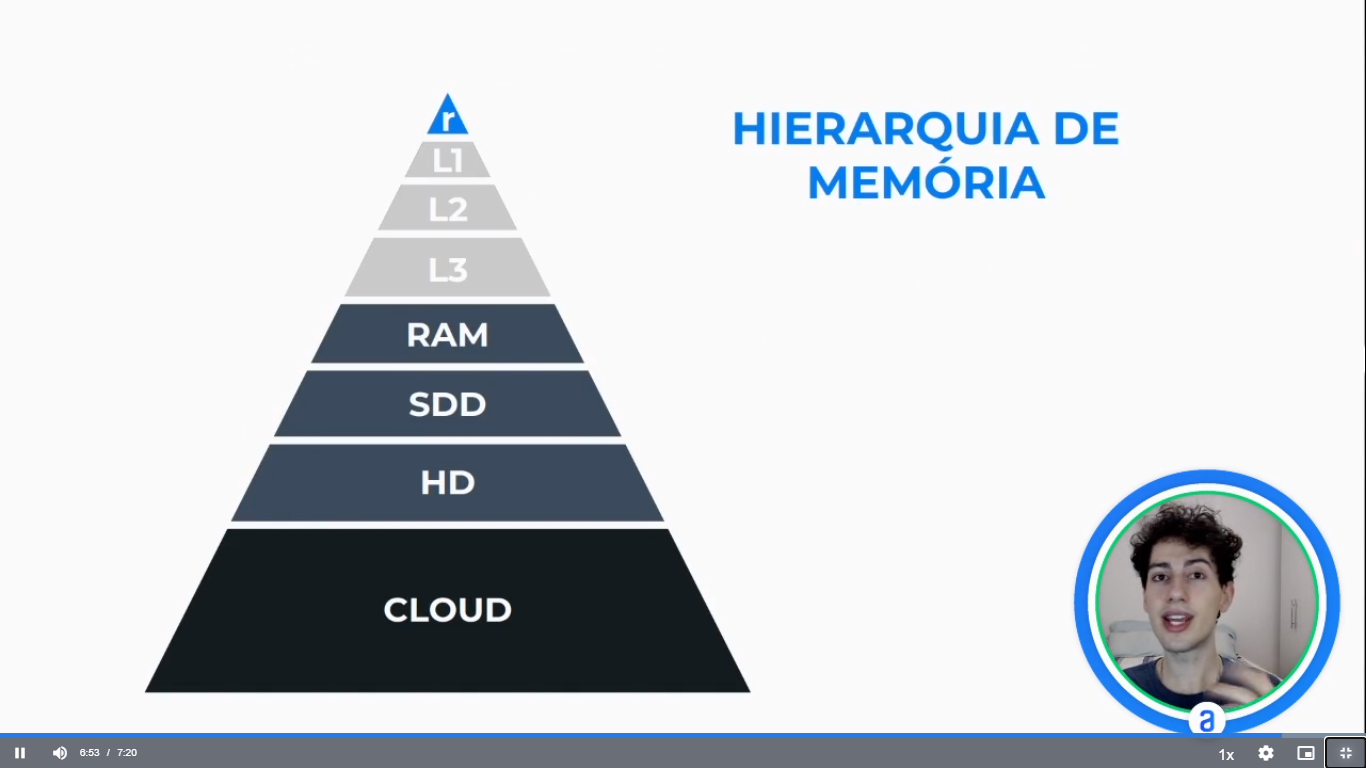 HIERARQUIA DE
MEMÓRIA
r
L1
L2
L3
RAM
SDD
HD
CLOUD
a
6:53 / 7:20
1x